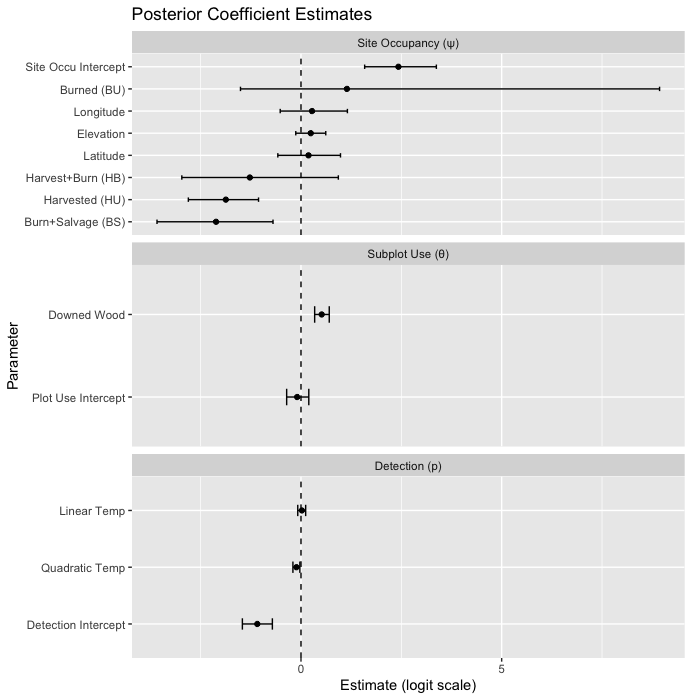 Posterior Coefficient Estimates
Site Occupancy (ψ)
Site Occu Intercept
Burned (BU)
Longitude
Elevation
Latitude
Harvest+Burn (HB)
Harvested (HU)
Burn+Salvage (BS)
Subplot Use (θ)
Downed Wood
Plot Use Intercept
Parameter
Detection (p)
Linear Temp
Quadratic Temp
Detection Intercept
0 5
Estimate (logit scale)